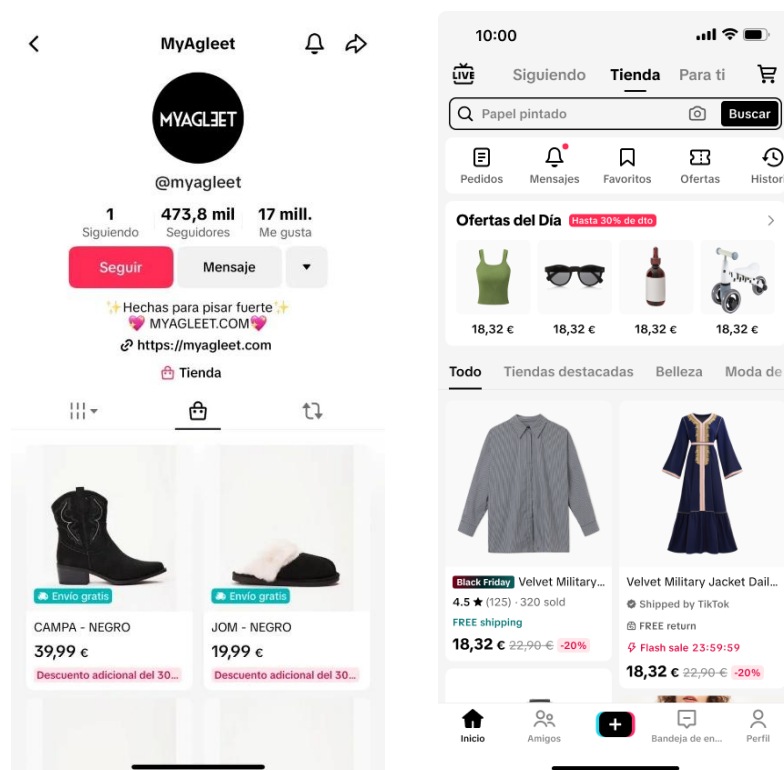 MyAgleet
MYAGLEET
@myagleet
1 473,8 mil 17 mill.
Siguiendo Seguidores Me gusta
Seguir Mensaje
✨Hechas para pisar fuerte✨
💖 MYAGLEET.COM💖
https://myagleet.com
Tienda
Envío gratis
CAMPA - NEGRO
39,99 €
Descuento adicional del 30...
Envío gratis
JOM - NEGRO
19,99 €
Descuento adicional del 30...
10:00
LIVE Siguiendo Tienda Para ti
Papel pintado Buscar
Pedidos Mensajes Favoritos Ofertas Histor
Ofertas del Día Hasta 30% de dto
18,32 € 18,32 € 18,32 € 18,32 €
Todo Tiendas destacadas Belleza Moda de
Black Friday Velvet Military...
4.5 ★ (125) · 320 sold
FREE shipping
18,32 € 22,90 € -20%
Velvet Military Jacket Dail...
Shipped by TikTok
FREE return
Flash sale 23:59:59
18,32 € 22,90 € -20%
Inicio Amigos Bandeja de en... Perfil